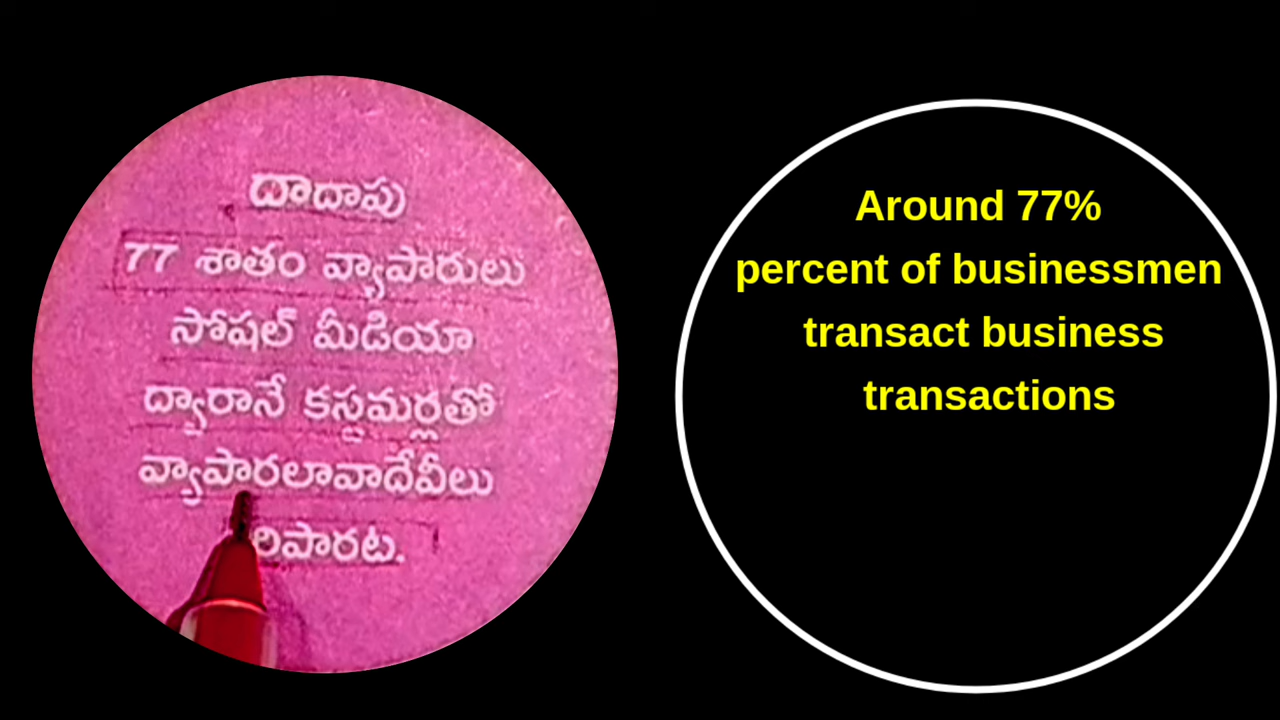 దాదాపు
77 శాతం వ్యాపారులు
సోషల్ మీడియా
ద్వారానే కస్టమర్లతో
వ్యాపారలావాదేవీలు
Around 77%
percent of businessmen
transact business
transactions